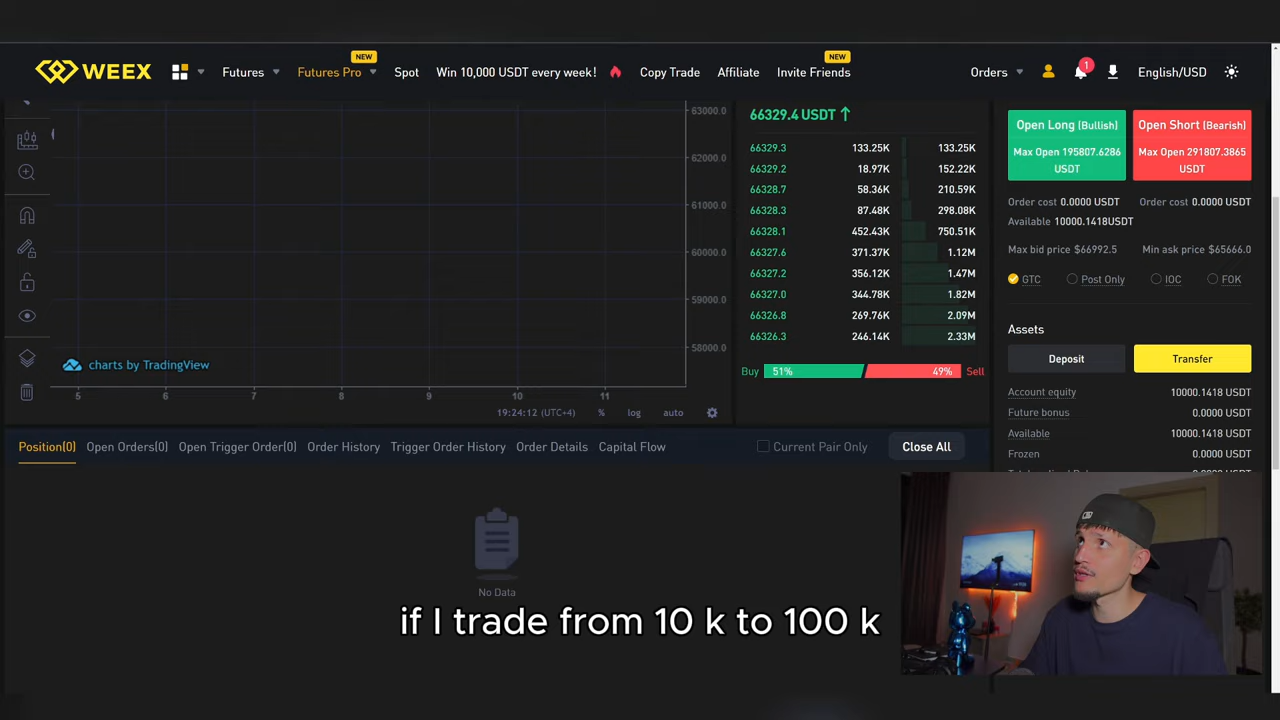 WEEX
Futures
Futures Pro
NEW
Spot
Win 10,000 USDT every week!
Copy Trade
Affiliate
Invite Friends
NEW
Orders
1
English/USD
63000.0
62000.0
61000.0
60000.0
59000.0
58000.0
charts by TradingView
5 6 7 8 9 10 11
19:24:12 (UTC+4) % log auto
66329.4 USDT
66329.3 133.25K 133.25K
66329.2 18.97K 152.22K
66328.7 58.36K 210.59K
66328.3 87.48K 298.08K
66328.1 452.43K 750.51K
66327.6 371.37K 1.12M
66327.2 356.12K 1.47M
66327.0 344.78K 1.82M
66326.8 269.76K 2.09M
66326.3 246.14K 2.33M
Buy 51% 49% Sell
Open Long (Bullish)
Max Open 195807.6286
USDT
Open Short (Bearish)
Max Open 291807.3865
USDT
Order cost 0.0000 USDT Order cost 0.0000 USDT
Available 10000.1418USDT
Max bid price $66992.5 Min ask price $65666.0
GTC Post Only IOC FOK
Assets
Deposit Transfer
Account equity 10000.1418 USDT
Future bonus 0.0000 USDT
Available 10000.1418 USDT
Frozen 0.0000 USDT
Position(0) Open Orders(0) Open Trigger Order(0) Order History Trigger Order History Order Details Capital Flow
Current Pair Only
Close All
No Data
if I trade from 10 k to 100 k